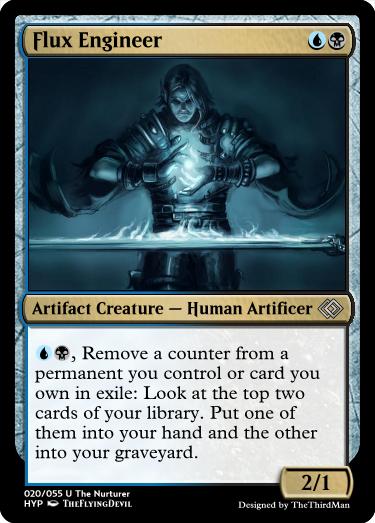 Flux Engineer
Artifact Creature — Human Artificer
, Remove a counter from a
permanent you control or card you
own in exile: Look at the top two
cards of your library. Put one of
them into your hand and the other
into your graveyard.
2/1
020/055 U The Nurturer
HYP TheFlyingDevil
Designed by TheThirdMan